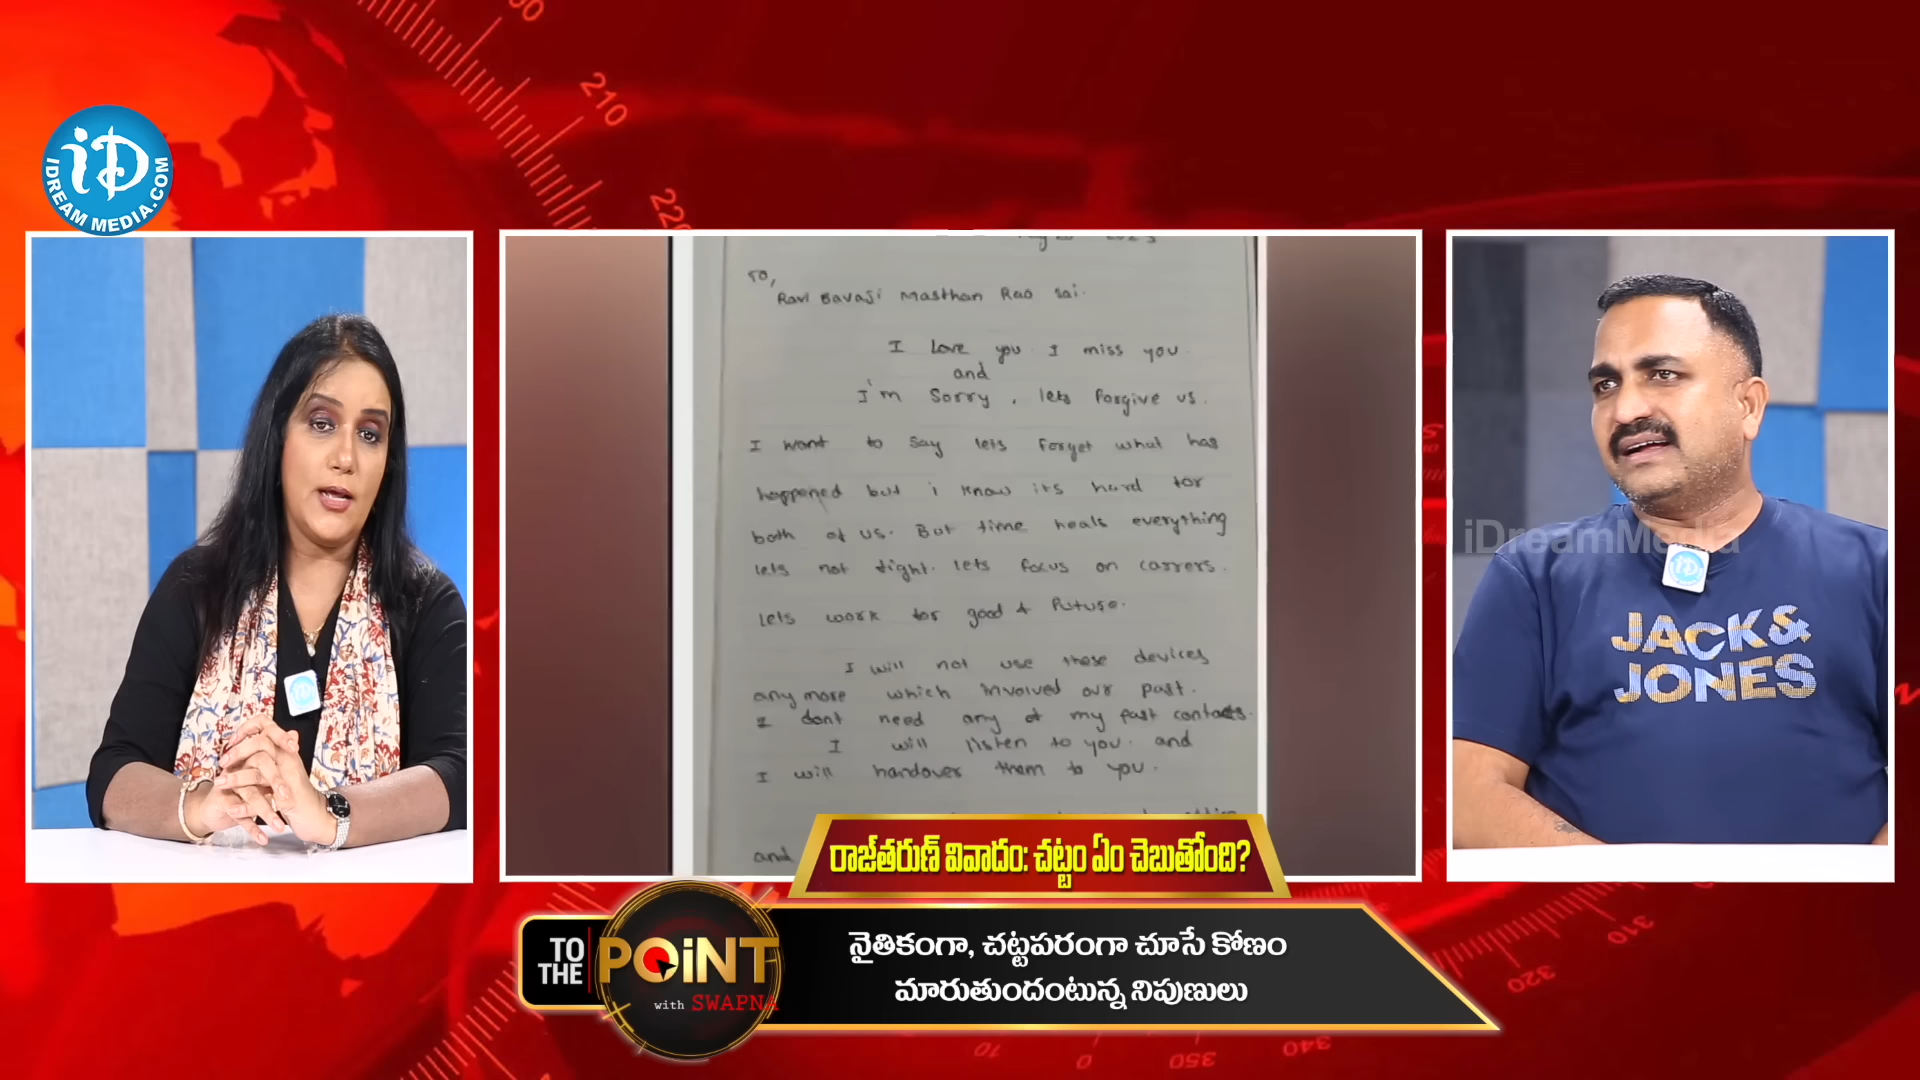 200
210
220
iD
IDREAM MEDIA.COM
To,
Ravi Bavaji Masthan Rao Sai.
I love you I miss you.
and
I'm Sorry, lets forgive us.
I want to say lets forget what has
happened but i know its hard for
both of us. But time heals everything
lets not fight. lets focus on carrers.
lets work for good & future.
I will not use these devices
any more which involved our past.
I dont need any of my past contacts.
I will listen to you. and
I will handover them to you.
and
iDreamMedia
iD
iD
JACK&
JONES
రాజ్‌తరుణ్ వివాదం: చట్టం ఏం చెబుతోంది?
TO THE POiNT
with SWAPNA
నైతికంగా, చట్టపరంగా చూసే కోణం
మారుతుందంటున్న నిపుణులు
310
320
340
350
0
10